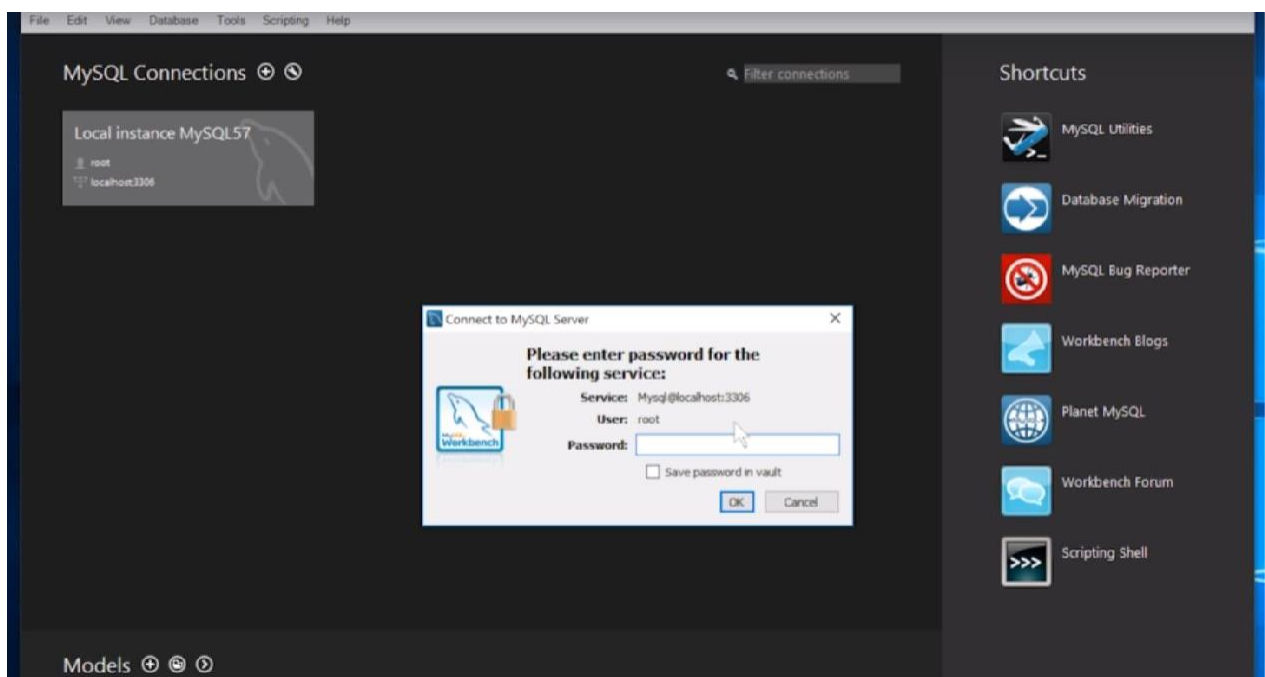 File Edit View Database Tools Scripting Help
MySQL Connections
Filter connections
Shortcuts
Local instance MySQL57
root
localhost:3306
MySQL Utilities
Database Migration
MySQL Bug Reporter
Workbench Blogs
Planet MySQL
Workbench Forum
Scripting Shell
>>>
Connect to MySQL Server
Please enter password for the
following service:
Service: Mysql@localhost:3306
User: root
Password:
MySQL
Workbench
Save password in vault
OK Cancel
Models